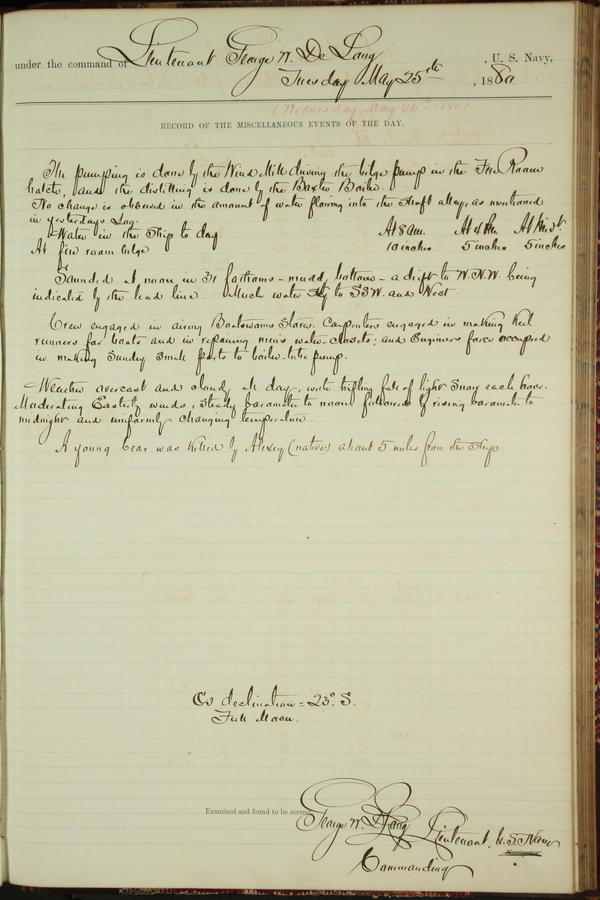 under the command of Lieutenant George W. De Long, U. S. Navy,
Tuesday May 25th, 1880
(Wednesday, May 26th 1880)
RECORD OF THE MISCELLANEOUS EVENTS OF THE DAY.
The pumping is done by the Wind Mill driving the bilge pump in the Fire Room
hatch, and the distilling is done by the Baxter Boiler.
No change is observed in the amount of water flowing into the shaft alley, as mentioned
in yesterdays Log.
Water in the Ship to day At 8 am. At 4 Pm. At Midt.
At fire room bilge 10 inches 5 inches 5 inches
Sounded at noon in 31 fathoms - muddy bottom - a drift to W.N.W. being
indicated by the lead line. Much water sky to SSW. and West.
Crew engaged in airing Boatswains Stores. Carpenters engaged in making keel
runners for boats and in repairing men's water closets; and Engineers force occupied
in making Sundry Small parts to boiler bilge pump.
Weather overcast and cloudy all day, with trifling fall of light Snow each hour.
Moderating Easterly winds, Steady barometer to noon followed by rising barometer to
midnight and uniformly changing temperature.
A young bear was killed by Alexey (native) about 5 miles from the Ship
declination = 23° S.
Full Moon.
Examined and found to be correct.
George W. De Long Lieutenant, U. S. Navy
Navigator.
Commanding